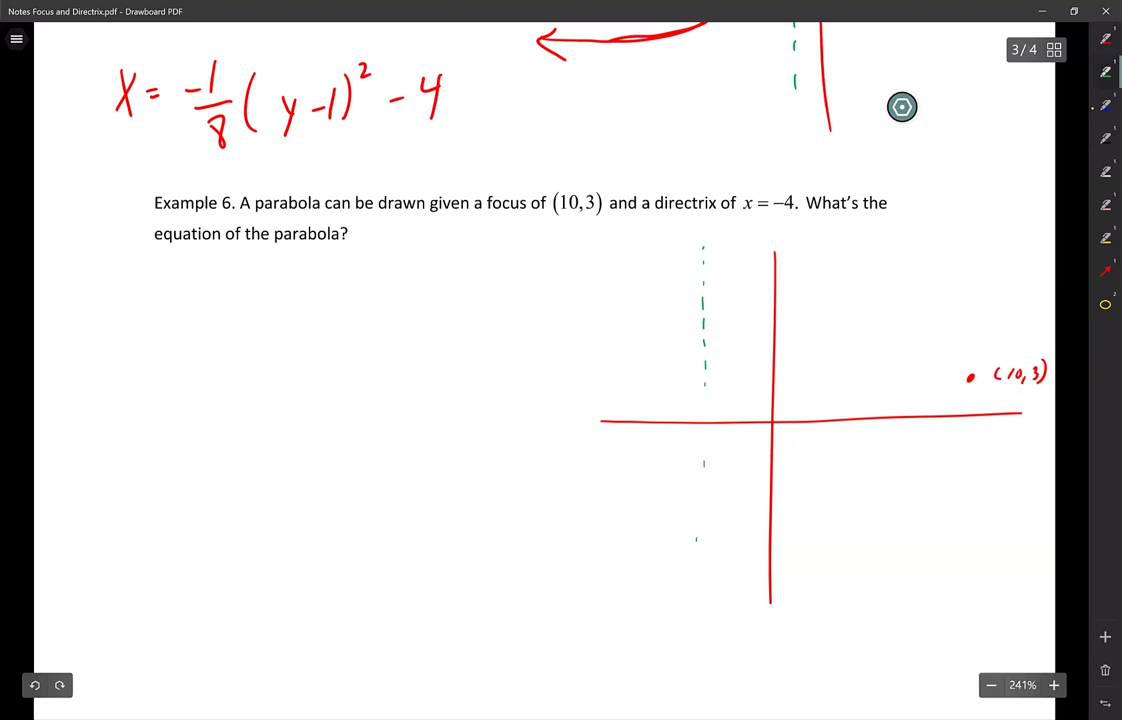 Notes Focus and Directrix.pdf - Drawboard PDF
3/4
x = -1/8 (y-1)² - 4
Example 6. A parabola can be drawn given a focus of (10,3) and a directrix of x = −4. What's the
equation of the parabola?
(10,3)
241%